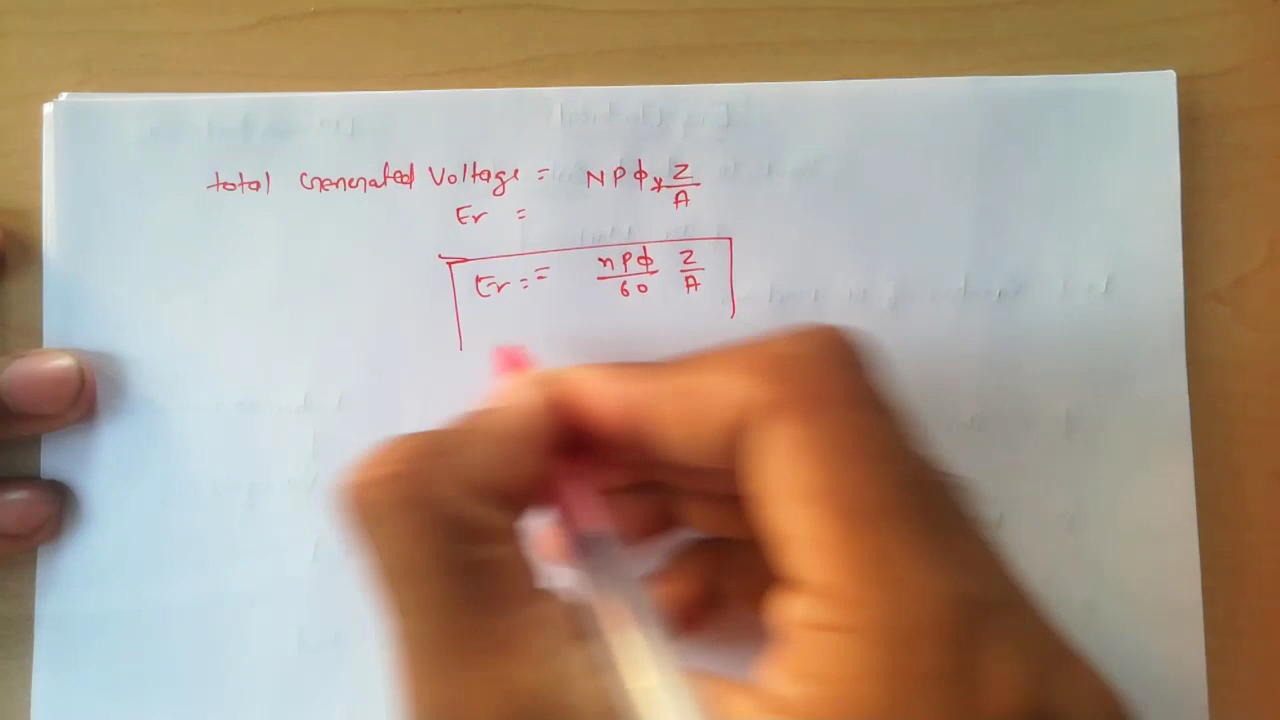 total Generated Voltage = NPϕ * Z/A
Er =
Er = = nPϕ/60 Z/A